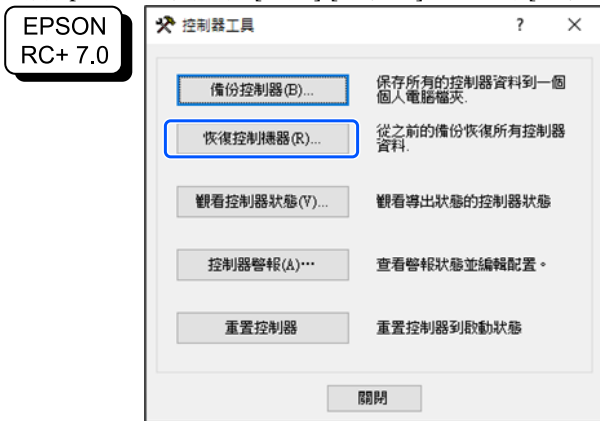 EPSON
RC+ 7.0
控制器工具
備份控制器(B)...
保存所有的控制器資料到一個
個人電腦檔夾.
恢復控制機器(R)...
從之前的備份恢復所有控制器
資料.
觀看控制器狀態(V)...
觀看導出狀態的控制器狀態
控制器警報(A)···
查看警報狀態並編輯配置。
重置控制器
重置控制器到啟動狀態
關閉